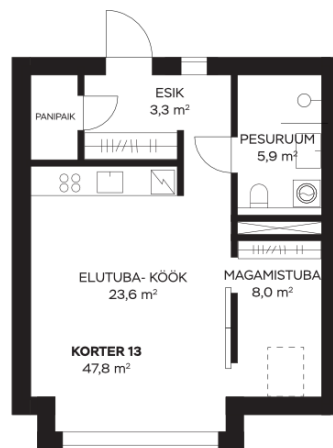 ESIK
3,3 m²
PANIPAIK
PESURUUM
5,9 m²
ELUTUBA- KÖÖK
23,6 m²
MAGAMISTUBA
8,0 m²
KORTER 13
47,8 m²